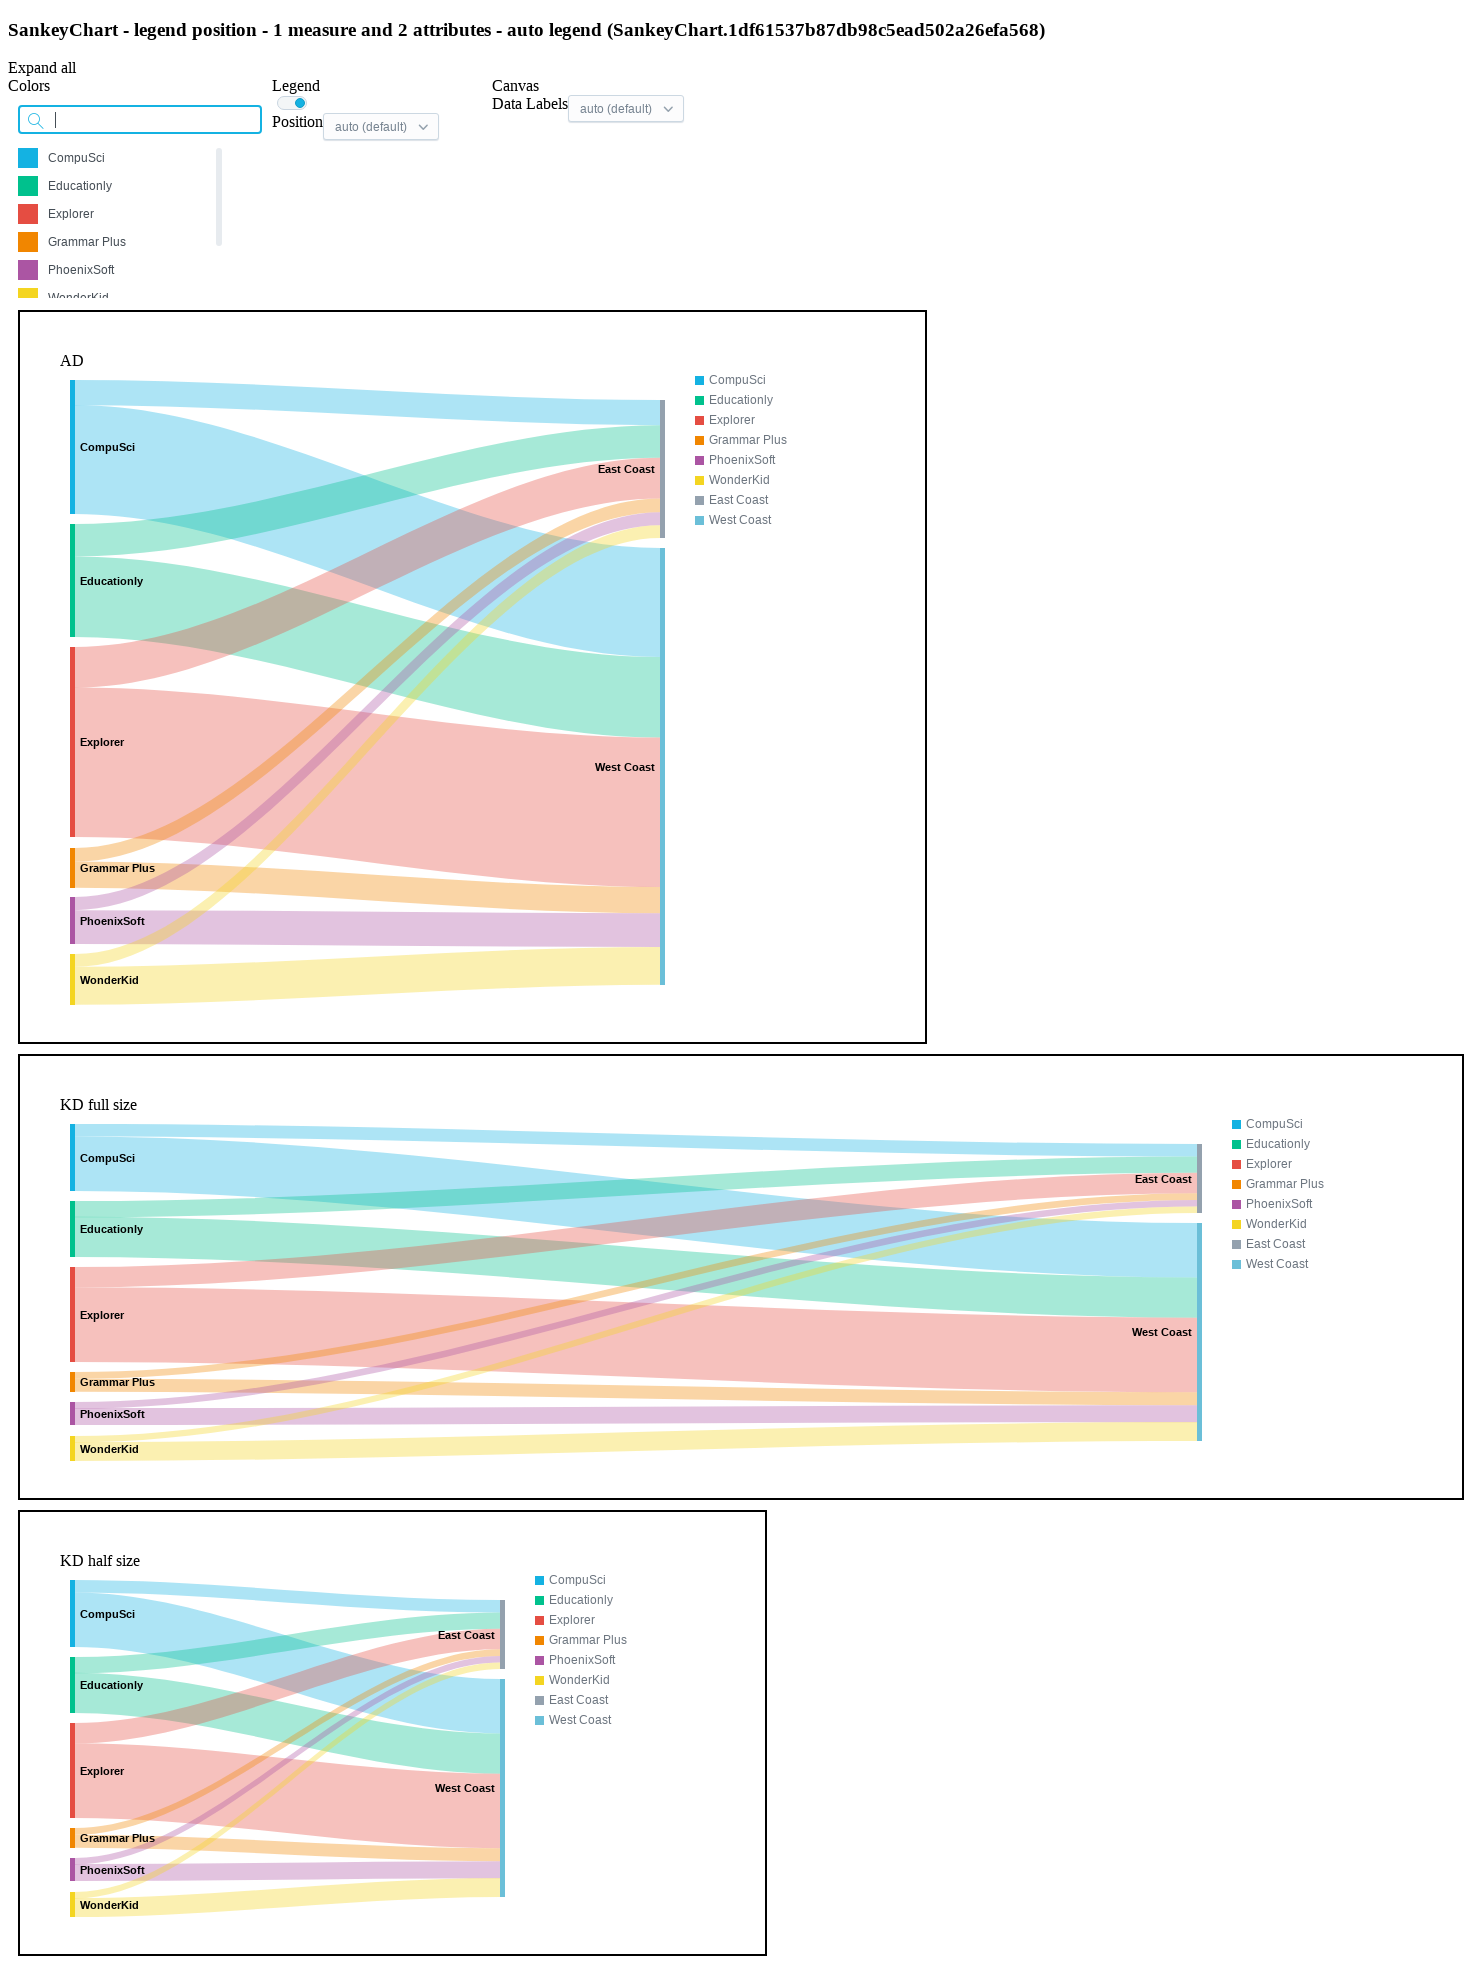 SankeyChart - legend position - 1 measure and 2 attributes - auto legend (SankeyChart.1df61537b87db98c5ead502a26efa568)
Expand all
Colors
CompuSci
Educationly
Explorer
Grammar Plus
PhoenixSoft
WonderKid
Legend
Position
auto (default)
Canvas
Data Labels
auto (default)
AD
CompuSci
Educationly
Explorer
Grammar Plus
PhoenixSoft
WonderKid
East Coast
West Coast
CompuSci
Educationly
Explorer
Grammar Plus
PhoenixSoft
WonderKid
East Coast
West Coast
KD full size
CompuSci
Educationly
Explorer
Grammar Plus
PhoenixSoft
WonderKid
East Coast
West Coast
CompuSci
Educationly
Explorer
Grammar Plus
PhoenixSoft
WonderKid
East Coast
West Coast
KD half size
CompuSci
Educationly
Explorer
Grammar Plus
PhoenixSoft
WonderKid
East Coast
West Coast
CompuSci
Educationly
Explorer
Grammar Plus
PhoenixSoft
WonderKid
East Coast
West Coast